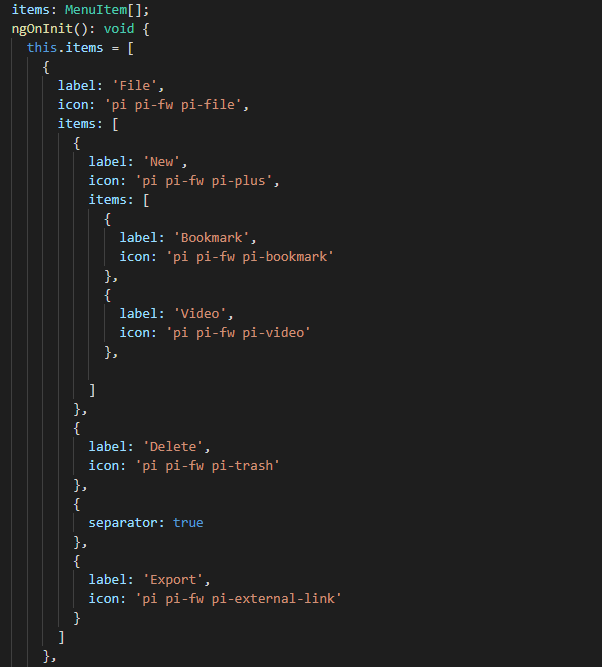 items: MenuItem[];
ngOnInit(): void {
  this.items = [
    {
      label: 'File',
      icon: 'pi pi-fw pi-file',
      items: [
        {
          label: 'New',
          icon: 'pi pi-fw pi-plus',
          items: [
            {
              label: 'Bookmark',
              icon: 'pi pi-fw pi-bookmark'
            },
            {
              label: 'Video',
              icon: 'pi pi-fw pi-video'
            },

          ]
        },
        {
          label: 'Delete',
          icon: 'pi pi-fw pi-trash'
        },
        {
          separator: true
        },
        {
          label: 'Export',
          icon: 'pi pi-fw pi-external-link'
        }
      ]
    },